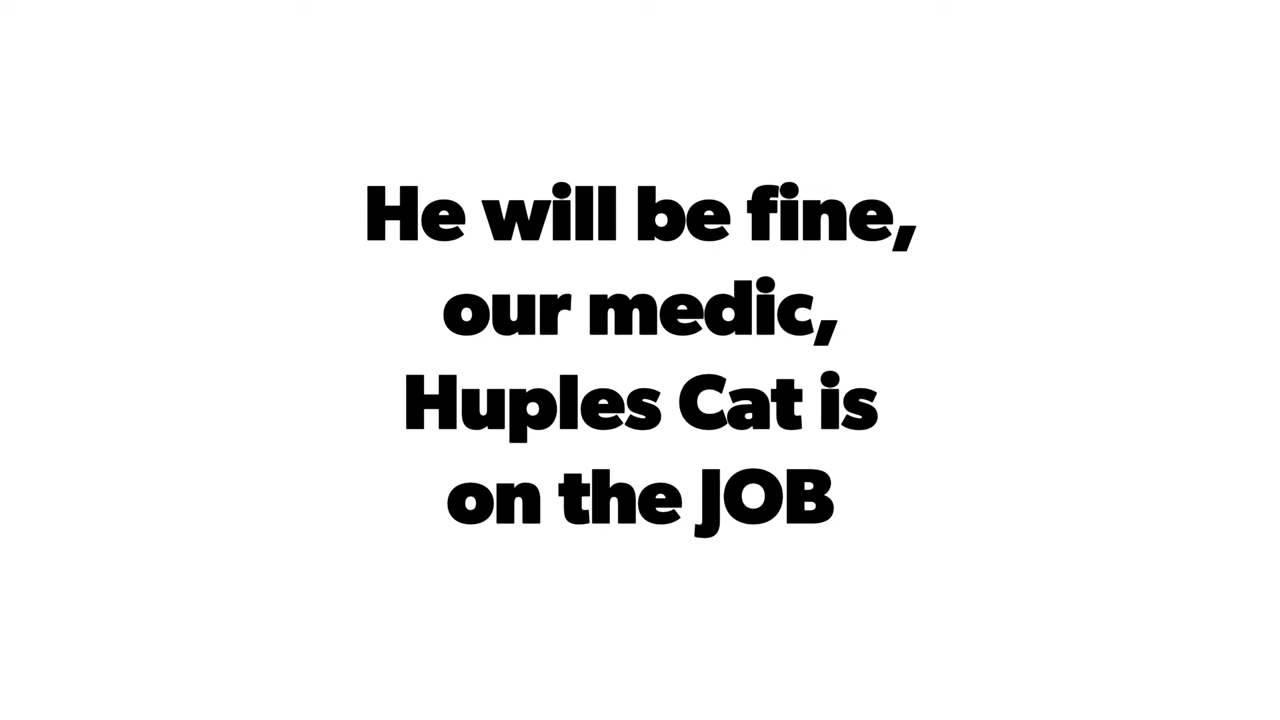 He will be fine,
our medic,
Huples Cat is
on the JOB